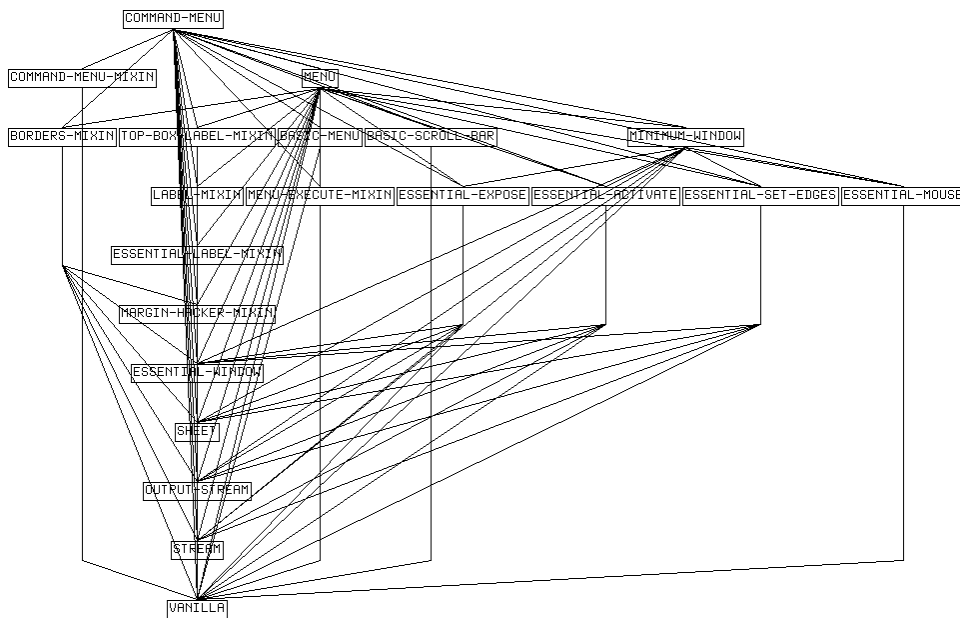 COMMAND-MENU
COMMAND-MENU-MIXIN MENU
BORDERS-MIXIN TOP-BOX-LABEL-MIXIN BASIC-MENU BASIC-SCROLL-BAR MINIMUM-WINDOW
LABEL-MIXIN MENU-EXECUTE-MIXIN ESSENTIAL-EXPOSE ESSENTIAL-ACTIVATE ESSENTIAL-SET-EDGES ESSENTIAL-MOUSE
ESSENTIAL-LABEL-MIXIN
MARGIN-HACKER-MIXIN
ESSENTIAL-WINDOW
SHEET
OUTPUT-STREAM
STREAM
VANILLA